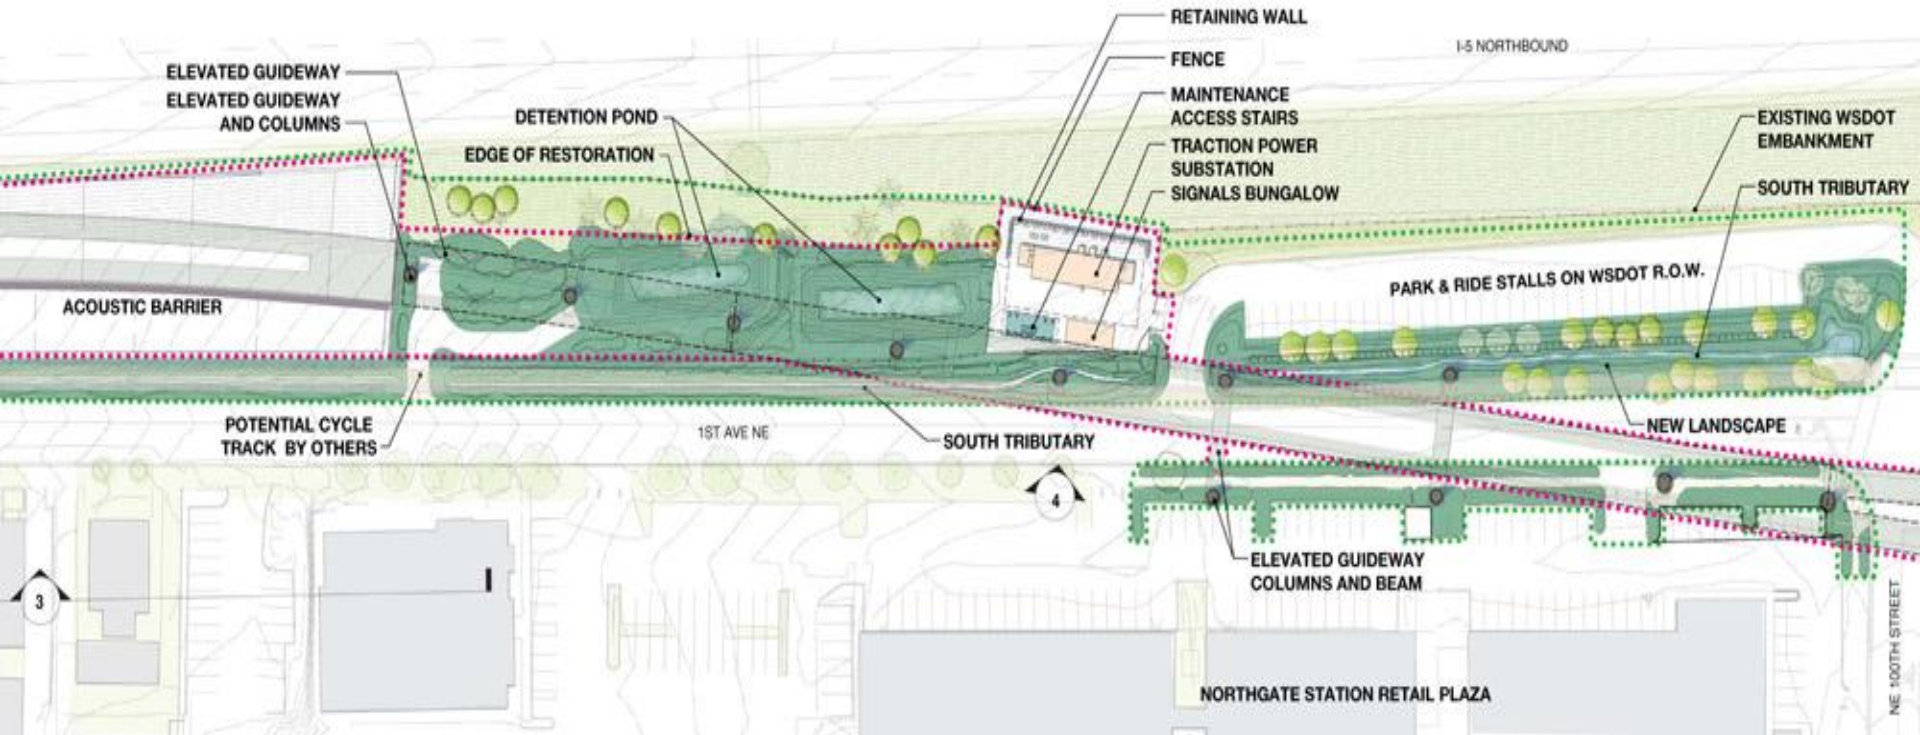 RETAINING WALL
I-5 NORTHBOUND
FENCE
ELEVATED GUIDEWAY
ELEVATED GUIDEWAY
AND COLUMNS
DETENTION POND
EDGE OF RESTORATION
MAINTENANCE
ACCESS STAIRS
TRACTION POWER
SUBSTATION
SIGNALS BUNGALOW
EXISTING WSDOT
EMBANKMENT
SOUTH TRIBUTARY
PARK & RIDE STALLS ON WSDOT R.O.W.
ACOUSTIC BARRIER
POTENTIAL CYCLE
TRACK BY OTHERS
1ST AVE NE
SOUTH TRIBUTARY
NEW LANDSCAPE
4
ELEVATED GUIDEWAY
COLUMNS AND BEAM
3
NORTHGATE STATION RETAIL PLAZA
NE 100TH STREET